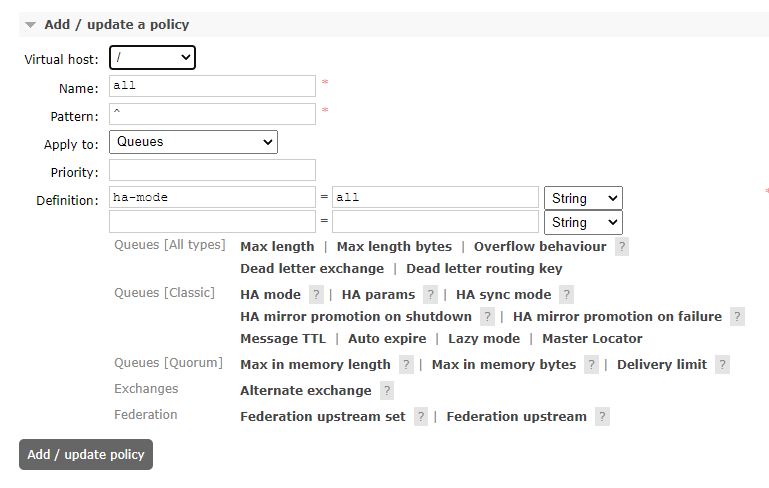 Add / update a policy
Virtual host: /
Name: all *
Pattern: ^ *
Apply to: Queues
Priority:
Definition: ha-mode = all String *
= String
Queues [All types] Max length | Max length bytes | Overflow behaviour ?
Dead letter exchange | Dead letter routing key
Queues [Classic] HA mode ? | HA params ? | HA sync mode ?
HA mirror promotion on shutdown ? | HA mirror promotion on failure ?
Message TTL | Auto expire | Lazy mode | Master Locator
Queues [Quorum] Max in memory length ? | Max in memory bytes ? | Delivery limit ?
Exchanges Alternate exchange ?
Federation Federation upstream set ? | Federation upstream ?
Add / update policy